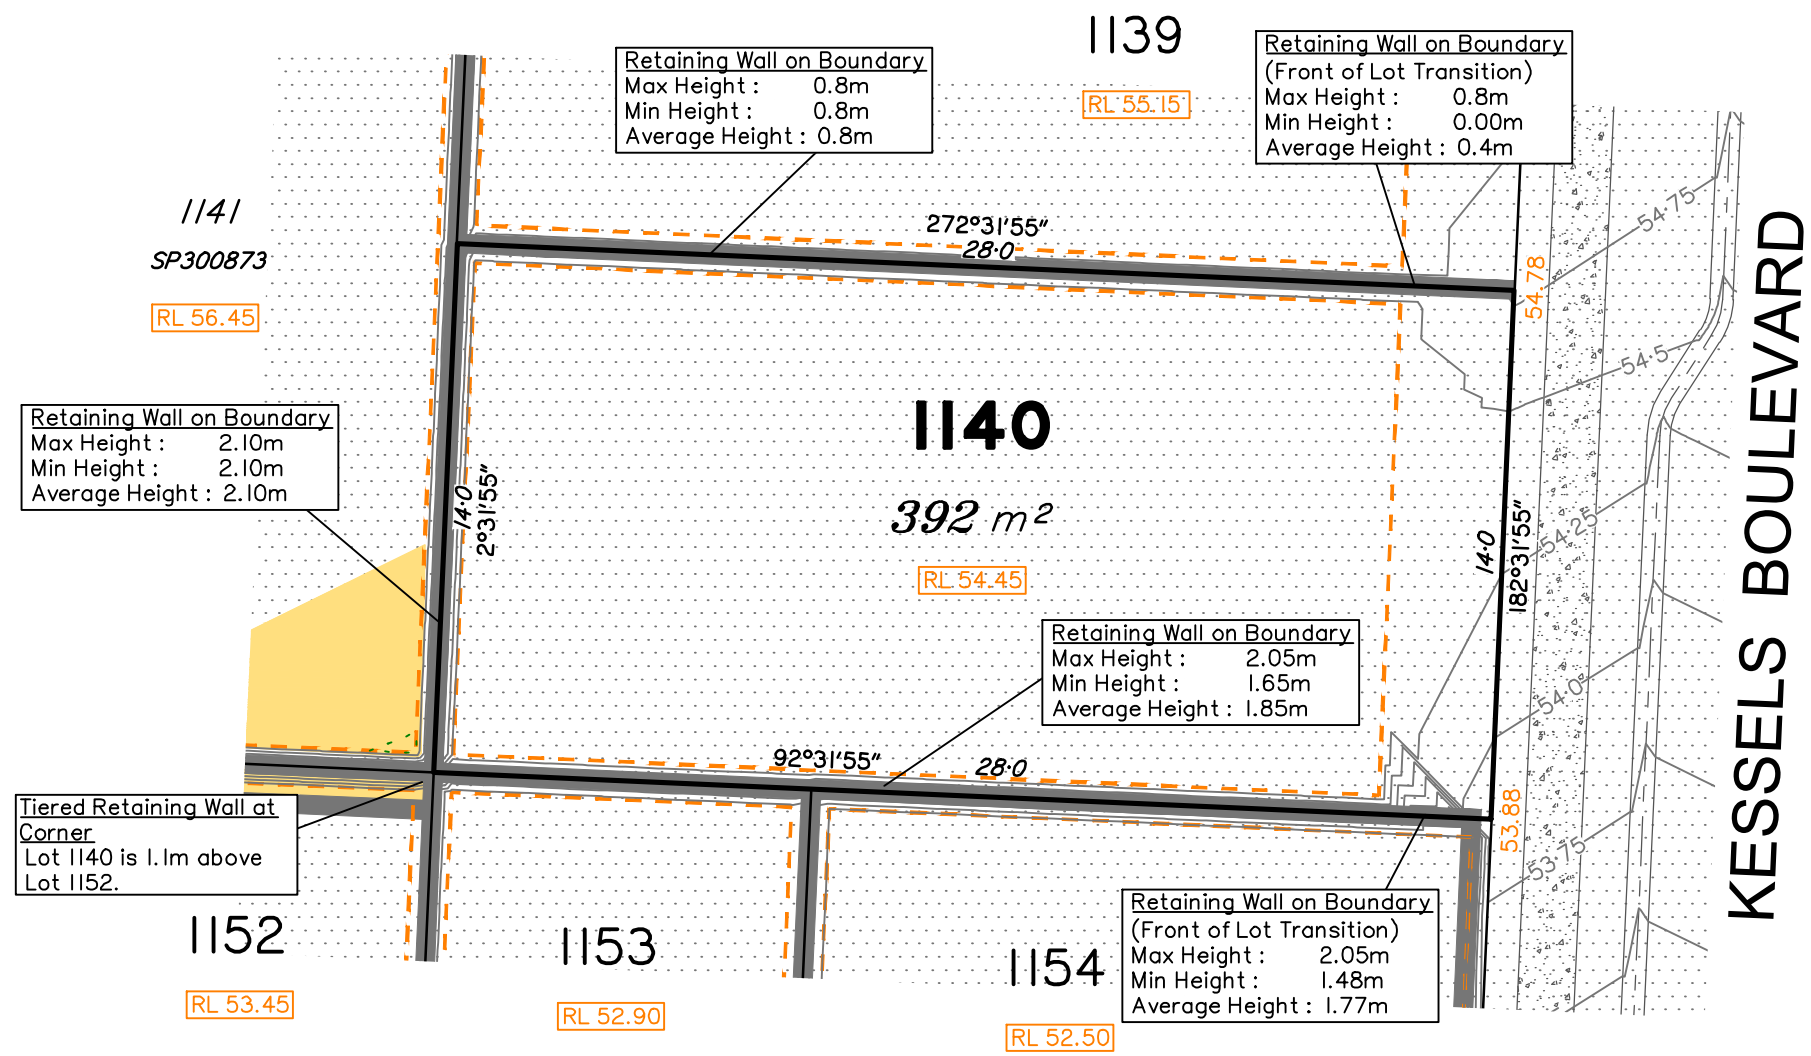 1139
Retaining Wall on Boundary
Max Height : 0.8m
Min Height : 0.8m
Average Height : 0.8m
RL 55.15
Retaining Wall on Boundary
(Front of Lot Transition)
Max Height : 0.8m
Min Height : 0.00m
Average Height : 0.4m
1141
SP300873
RL 56.45
272°31'55"
28·0
54.78
54·75
54·5
54·25
54·0
53·75
53.88
KESSELS BOULEVARD
Retaining Wall on Boundary
Max Height : 2.10m
Min Height : 2.10m
Average Height : 2.10m
14·0
2°31'55"
1140
392 m²
RL 54.45
14·0
182°31'55"
Retaining Wall on Boundary
Max Height : 2.05m
Min Height : 1.65m
Average Height : 1.85m
92°31'55"
28·0
Tiered Retaining Wall at
Corner
Lot 1140 is 1.1m above
Lot 1152.
1152
RL 53.45
1153
RL 52.90
1154
RL 52.50
Retaining Wall on Boundary
(Front of Lot Transition)
Max Height : 2.05m
Min Height : 1.48m
Average Height : 1.77m